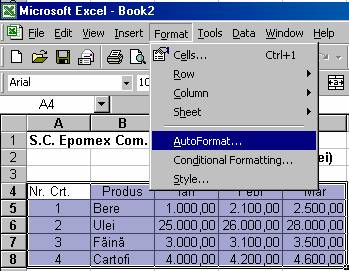 Microsoft Excel - Book2
File Edit View Insert Format Tools Data Window Help
Cells... Ctrl+1
Row
Column
Sheet
AutoFormat...
Conditional Formatting...
Style...
Arial 10
A4
A B
1 S.C. Epomex Com.
2
3
4 Nr. Crt. Produs Ian Febr Mar
5 1 Bere 1.000,00 2.100,00 2.500,00
6 2 Ulei 25.000,00 26.000,00 28.000,00
7 3 Făină 3.000,00 3.100,00 3.500,00
8 4 Cartofi 4.000,00 4.200,00 4.600,00